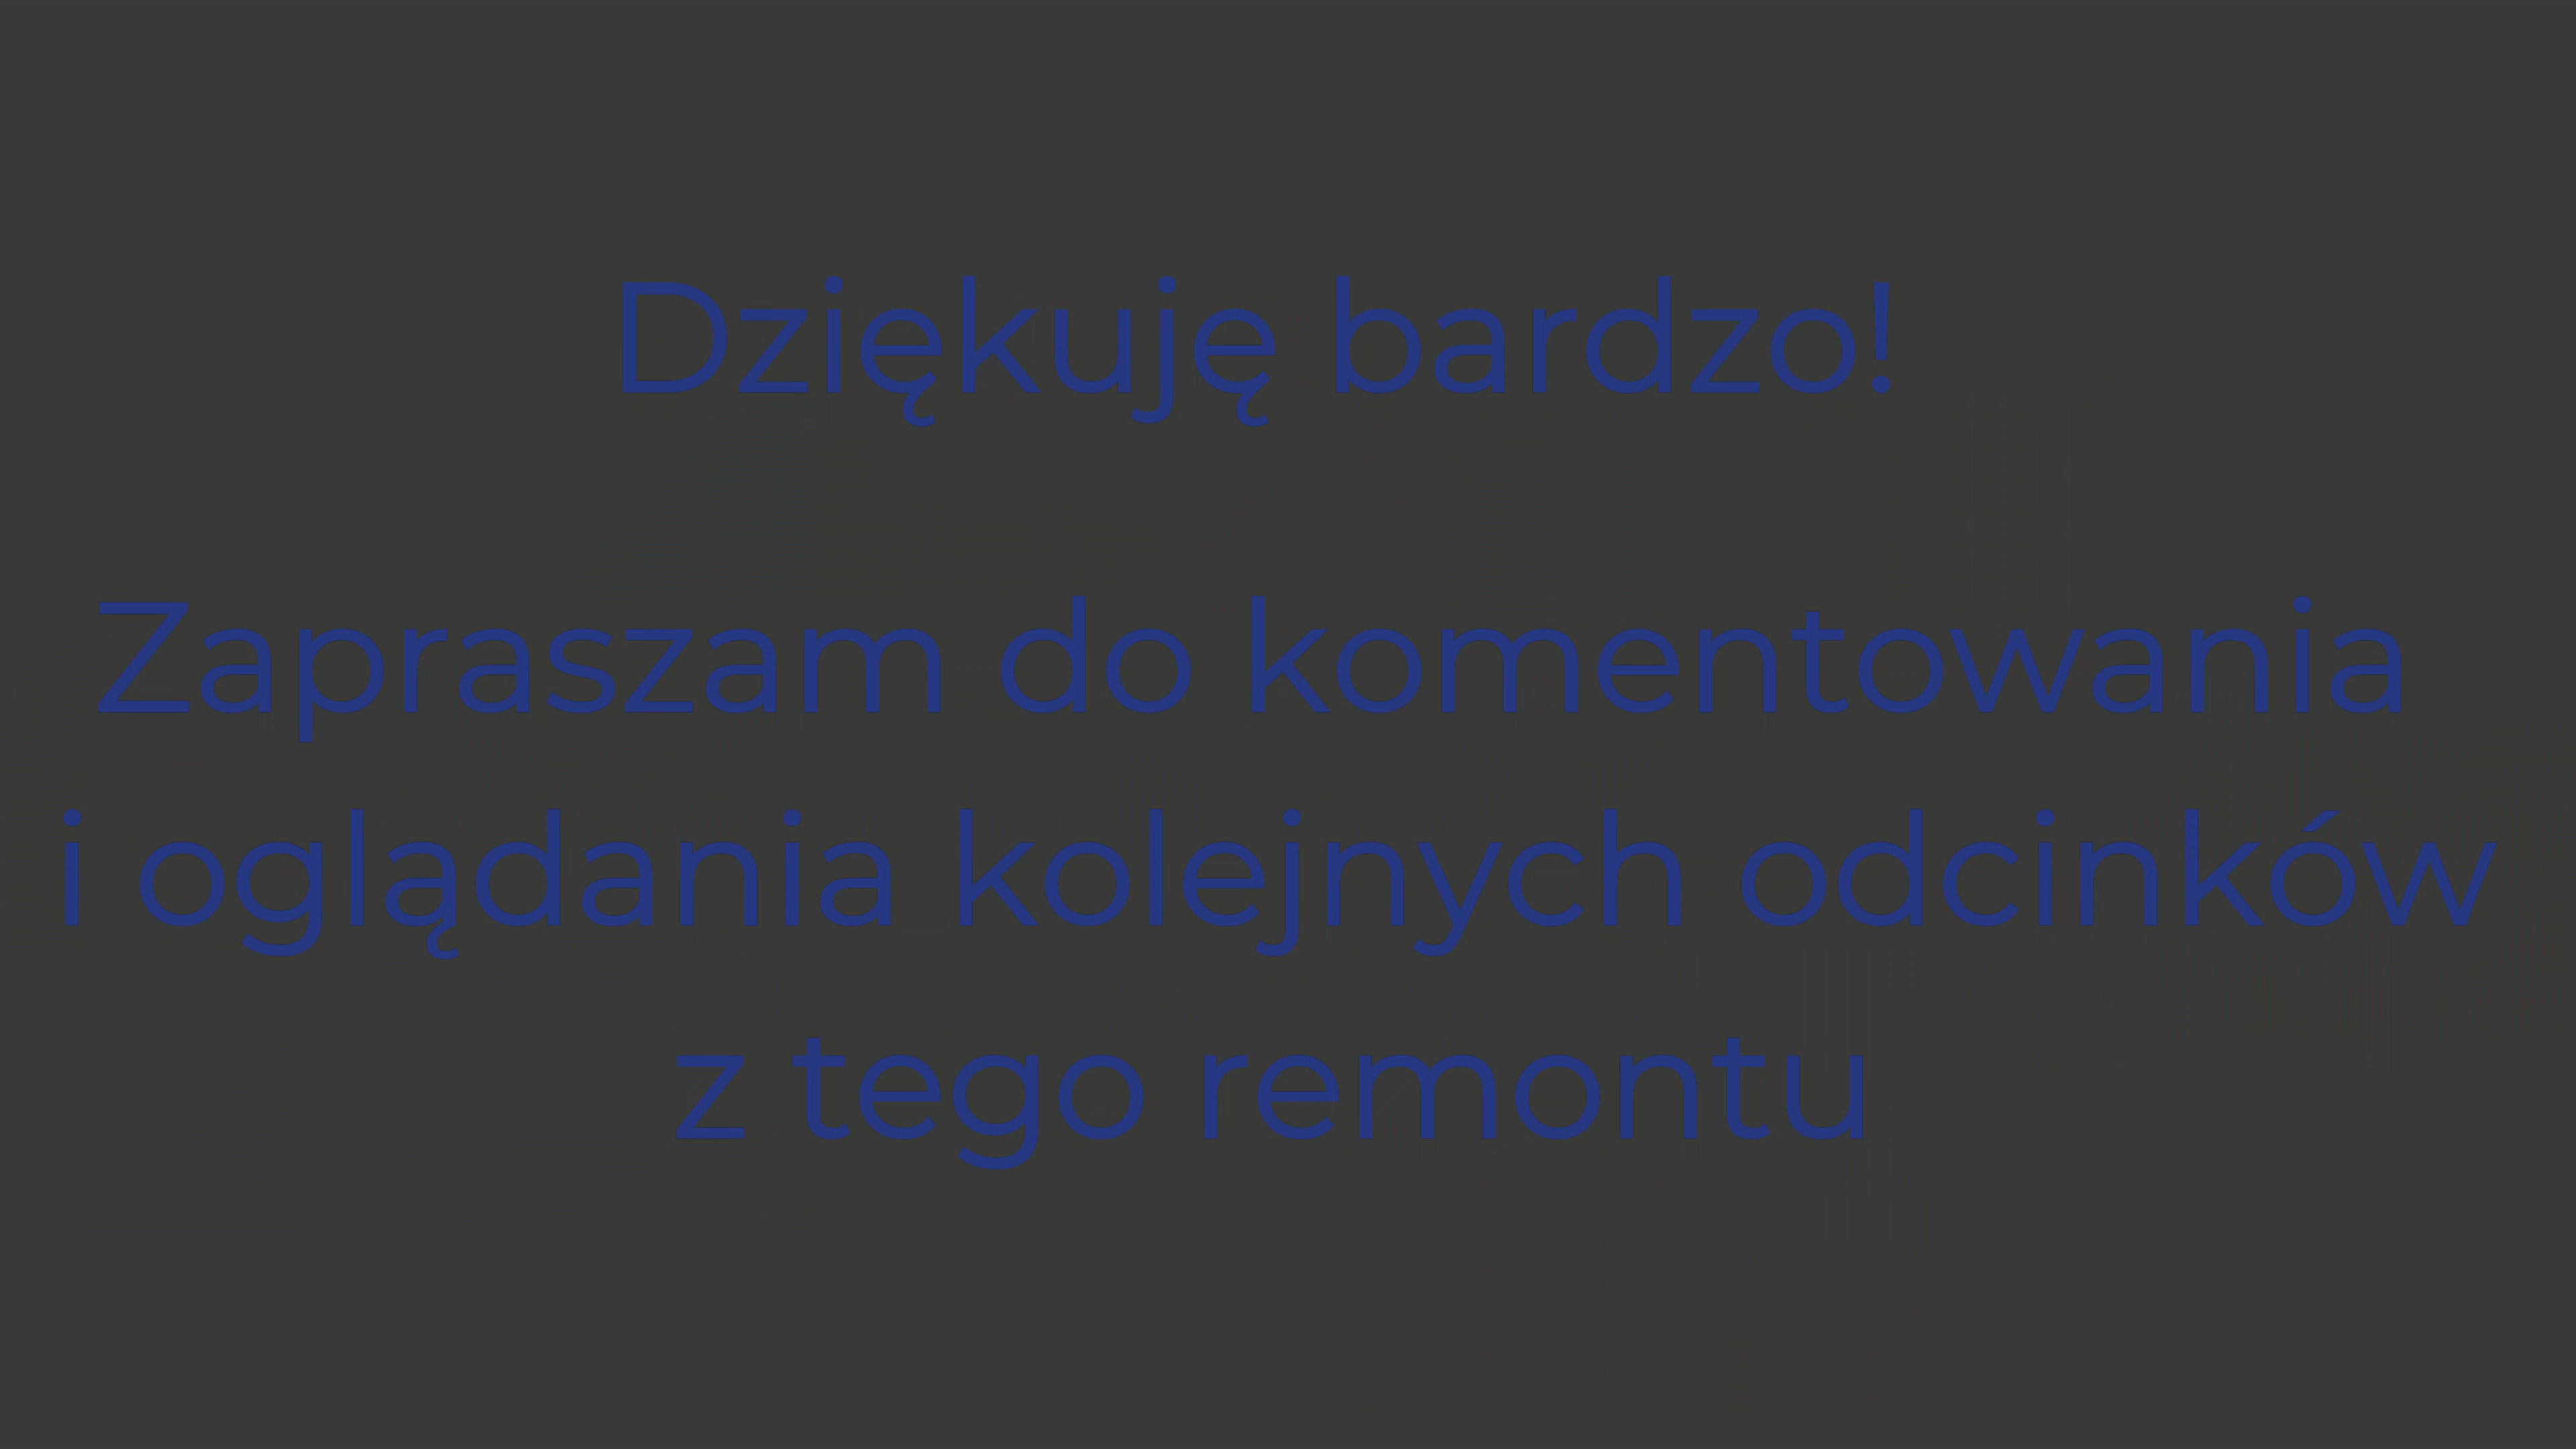 Dziękuję bardzo!
Zapraszam do komentowania
i oglądania kolejnych odcinków
z tego remontu